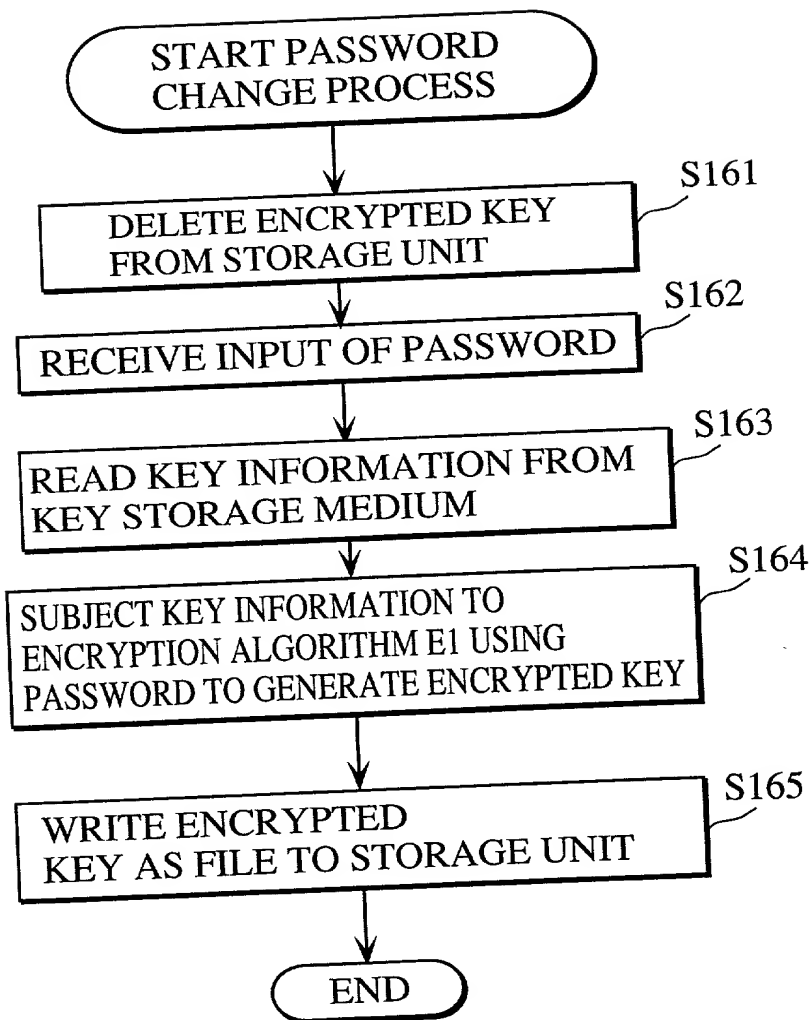 START PASSWORD
CHANGE PROCESS
S161
DELETE ENCRYPTED KEY
FROM STORAGE UNIT
S162
RECEIVE INPUT OF PASSWORD
S163
READ KEY INFORMATION FROM
KEY STORAGE MEDIUM
S164
SUBJECT KEY INFORMATION TO
ENCRYPTION ALGORITHM E1 USING
PASSWORD TO GENERATE ENCRYPTED KEY
S165
WRITE ENCRYPTED
KEY AS FILE TO STORAGE UNIT
END